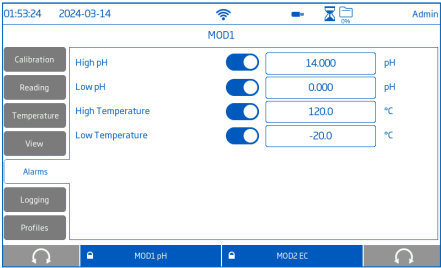 01:53:24 2024-03-14 0% Admin
MOD1
Calibration
High pH 14.000 pH
Reading
Low pH 0.000 pH
Temperature
High Temperature 120.0 °C
View
Low Temperature -20.0 °C
Alarms
Logging
Profiles
MOD1 pH MOD2 EC